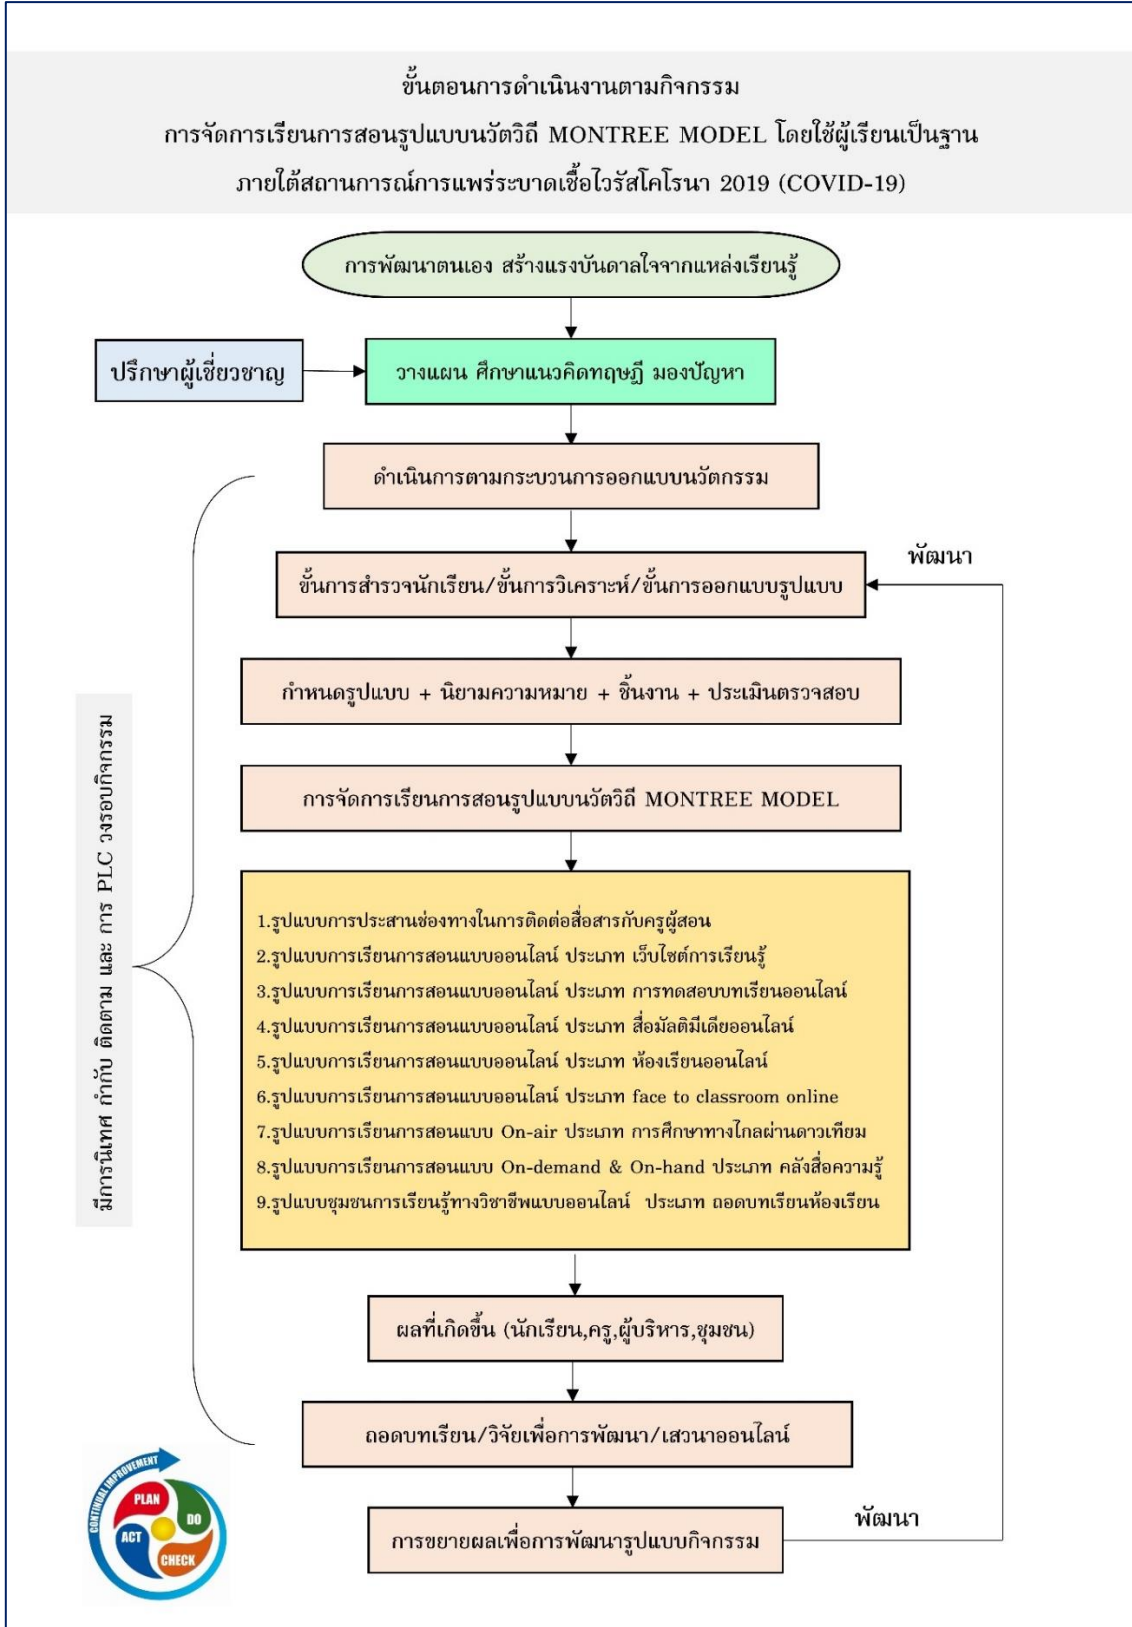 ขั้นตอนการดำเนินงานตามกิจกรรม
การจัดการเรียนการสอนรูปแบบนวัตวิถี MONTREE MODEL โดยใช้ผู้เรียนเป็นฐาน
ภายใต้สถานการณ์การแพร่ระบาดเชื้อไวรัสโคโรนา 2019 (COVID-19)
การพัฒนาตนเอง สร้างแรงบันดาลใจจากแหล่งเรียนรู้
ปรึกษาผู้เชี่ยวชาญ
วางแผน ศึกษาแนวคิดทฤษฎี มองปัญหา
ดำเนินการตามกระบวนการออกแบบนวัตกรรม
พัฒนา
ขั้นการสำรวจนักเรียน/ขั้นการวิเคราะห์/ขั้นการออกแบบรูปแบบ
กำหนดรูปแบบ + นิยามความหมาย + ชิ้นงาน + ประเมินตรวจสอบ
การจัดการเรียนการสอนรูปแบบนวัตวิถี MONTREE MODEL
มีการนิเทศ กำกับ ติดตาม และ การ PLC วงรอบกิจกรรม
1.รูปแบบการประสานช่องทางในการติดต่อสื่อสารกับครูผู้สอน
2.รูปแบบการเรียนการสอนแบบออนไลน์ ประเภท เว็บไซต์การเรียนรู้
3.รูปแบบการเรียนการสอนแบบออนไลน์ ประเภท การทดสอบบทเรียนออนไลน์
4.รูปแบบการเรียนการสอนแบบออนไลน์ ประเภท สื่อมัลติมีเดียออนไลน์
5.รูปแบบการเรียนการสอนแบบออนไลน์ ประเภท ห้องเรียนออนไลน์
6.รูปแบบการเรียนการสอนแบบออนไลน์ ประเภท face to classroom online
7.รูปแบบการเรียนการสอนแบบ On-air ประเภท การศึกษาทางไกลผ่านดาวเทียม
8.รูปแบบการเรียนการสอนแบบ On-demand & On-hand ประเภท คลังสื่อความรู้
9.รูปแบบชุมชนการเรียนรู้ทางวิชาชีพแบบออนไลน์ ประเภท ถอดบทเรียนห้องเรียน
ผลที่เกิดขึ้น (นักเรียน,ครู,ผู้บริหาร,ชุมชน)
ถอดบทเรียน/วิจัยเพื่อการพัฒนา/เสวนาออนไลน์
การขยายผลเพื่อการพัฒนารูปแบบกิจกรรม
พัฒนา
CONTINUAL IMPROVEMENT
PLAN
DO
ACT
CHECK